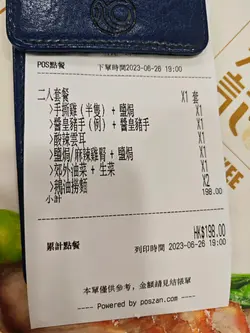 POS點餐 下單時間2023-06-26 19:00
二人套餐 X1 套
>手撕雞(半隻) + 鹽焗 X1
>醬皇豬手(例) + 醬皇豬手 X1
>酸辣雲耳 X1
>鹽焗/麻辣雞腎 + 鹽焗 X1
>郊外油菜 + 生菜 X1
>鵝油撈麵 X2
小計 198.00
HK$198.00
累計點餐 列印時間 2023-06-26 19:00
本單僅供參考，金額請見結帳單
---- Powered by poszan.com ----